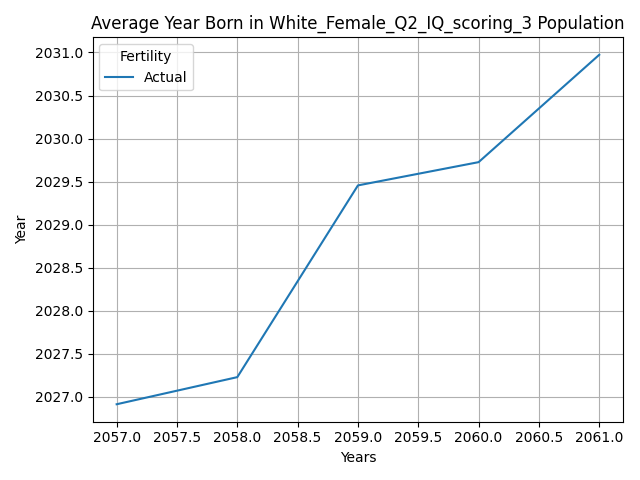 Average Year Born in White_Female_Q2_IQ_scoring_3 Population
Fertility
Actual
Year
2031.0
2030.5
2030.0
2029.5
2029.0
2028.5
2028.0
2027.5
2027.0
2057.0 2057.5 2058.0 2058.5 2059.0 2059.5 2060.0 2060.5 2061.0
Years